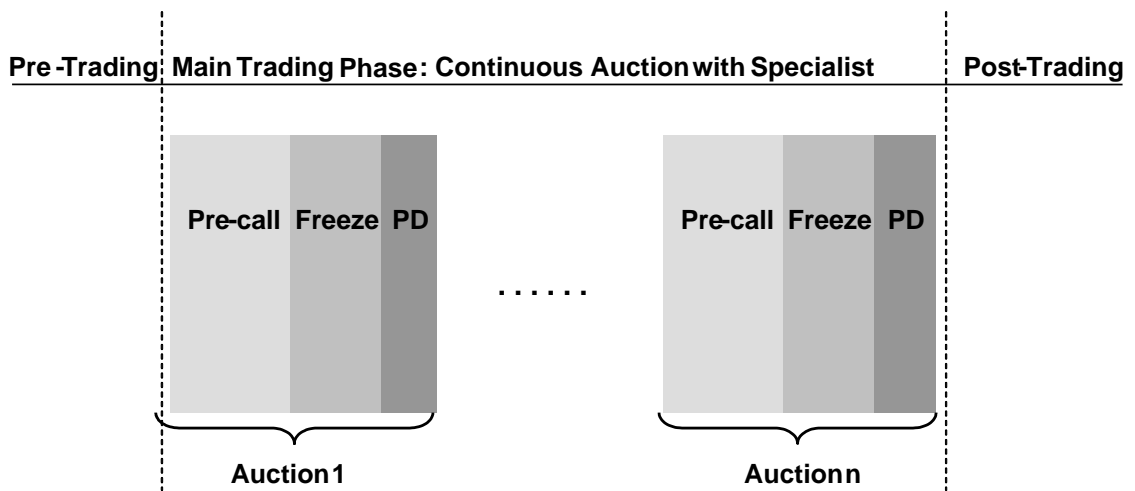 Pre-Trading Main Trading Phase: Continuous Auction with Specialist Post-Trading
Pre-call Freeze PD Pre-call Freeze PD
......
Auction 1 Auction n